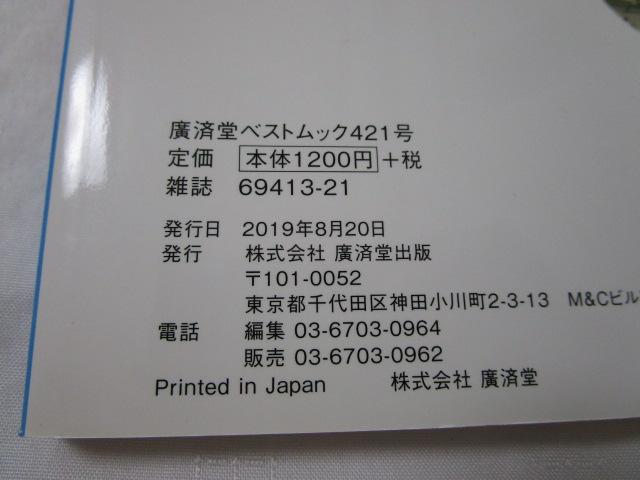 廣済堂ベストムック421号
定価 本体1200円+税
雑誌 69413-21
発行日 2019年8月20日
発行 株式会社 廣済堂出版
〒101-0052
東京都千代田区神田小川町2-3-13 M&Cビル
電話 編集 03-6703-0964
販売 03-6703-0962
Printed in Japan 株式会社 廣済堂